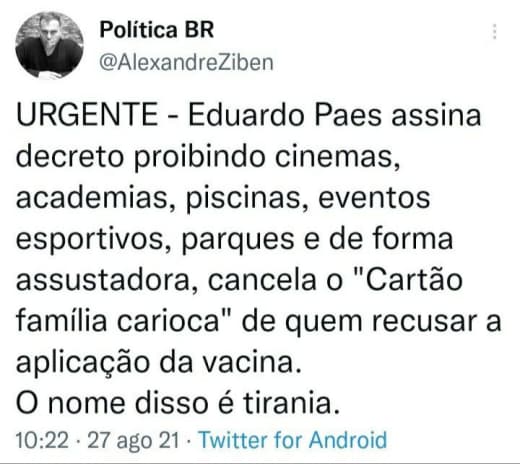 Política BR
@AlexandreZiben
URGENTE - Eduardo Paes assina
decreto proibindo cinemas,
academias, piscinas, eventos
esportivos, parques e de forma
assustadora, cancela o "Cartão
família carioca" de quem recusar a
aplicação da vacina.
O nome disso é tirania.
10:22 · 27 ago 21 · Twitter for Android